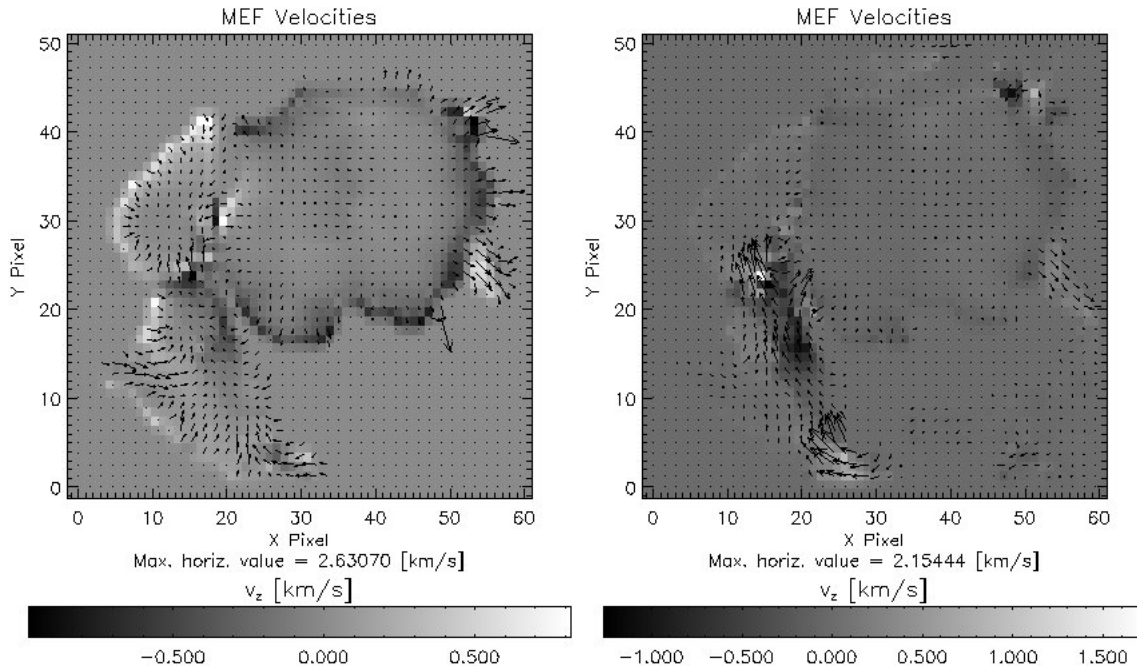 MEF Velocities
50
40
30
20
10
0
Y Pixel
0 10 20 30 40 50 60
X Pixel
Max. horiz. value = 2.63070 [km/s]
v_z [km/s]
-0.500 0.000 0.500
MEF Velocities
50
40
30
20
10
0
Y Pixel
0 10 20 30 40 50 60
X Pixel
Max. horiz. value = 2.15444 [km/s]
v_z [km/s]
-1.000 -0.500 0.000 0.500 1.000 1.500